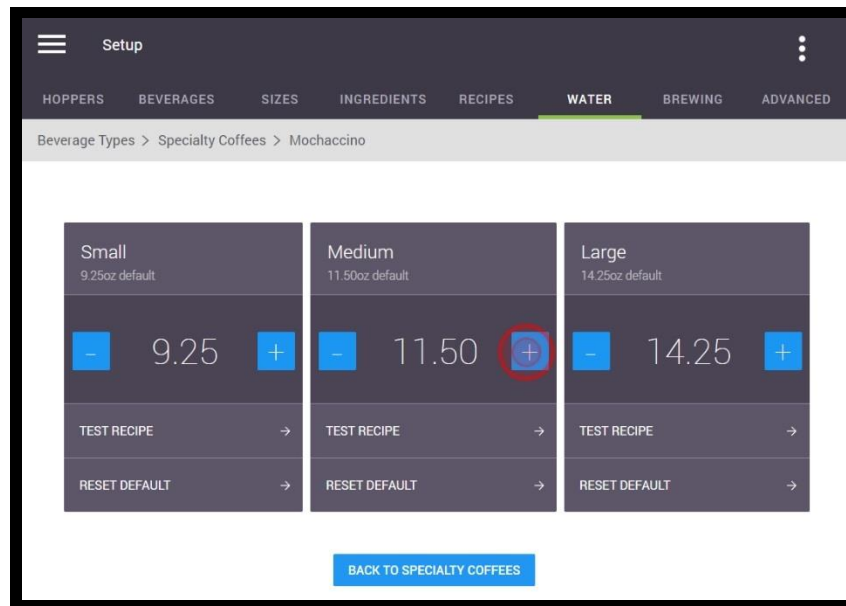 Setup
HOPPERS BEVERAGES SIZES INGREDIENTS RECIPES WATER BREWING ADVANCED
Beverage Types > Specialty Coffees > Mochaccino
Small
9.25oz default
- 9.25 +
TEST RECIPE →
RESET DEFAULT →
Medium
11.50oz default
- 11.50 +
TEST RECIPE →
RESET DEFAULT →
Large
14.25oz default
- 14.25 +
TEST RECIPE →
RESET DEFAULT →
BACK TO SPECIALTY COFFEES